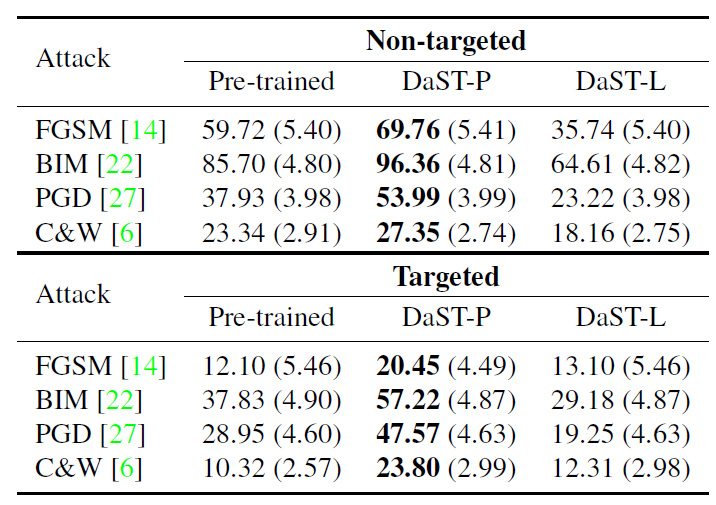 Attack Non-targeted
Pre-trained DaST-P DaST-L
FGSM [14] 59.72 (5.40) 69.76 (5.41) 35.74 (5.40)
BIM [22] 85.70 (4.80) 96.36 (4.81) 64.61 (4.82)
PGD [27] 37.93 (3.98) 53.99 (3.99) 23.22 (3.98)
C&W [6] 23.34 (2.91) 27.35 (2.74) 18.16 (2.75)
Attack Targeted
Pre-trained DaST-P DaST-L
FGSM [14] 12.10 (5.46) 20.45 (4.49) 13.10 (5.46)
BIM [22] 37.83 (4.90) 57.22 (4.87) 29.18 (4.87)
PGD [27] 28.95 (4.60) 47.57 (4.63) 19.25 (4.63)
C&W [6] 10.32 (2.57) 23.80 (2.99) 12.31 (2.98)